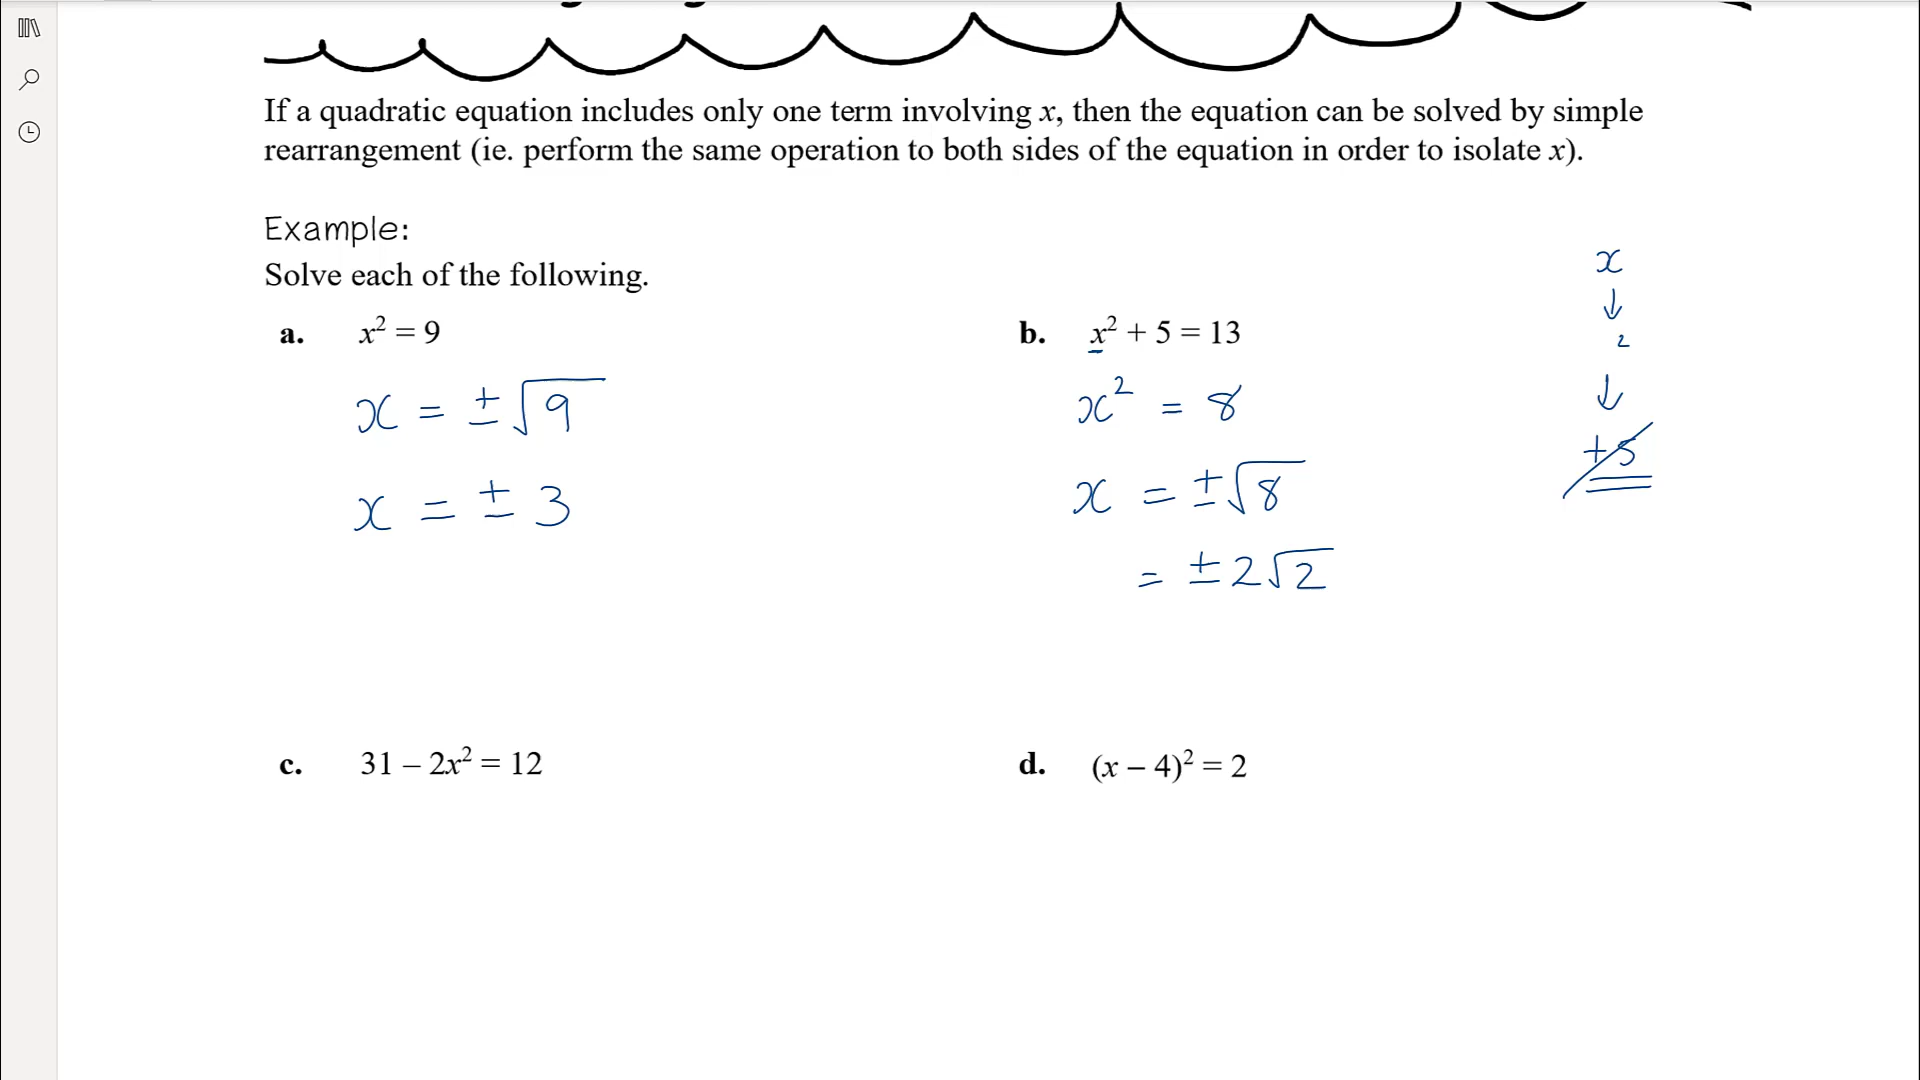 If a quadratic equation includes only one term involving x, then the equation can be solved by simple
rearrangement (ie. perform the same operation to both sides of the equation in order to isolate x).
Example:
Solve each of the following.
a. x² = 9
x = ±√9
x = ± 3
b. x² + 5 = 13
x² = 8
x = ±√8
= ±2√2
x
↓
2
↓
+5
c. 31 – 2x² = 12
d. (x – 4)² = 2